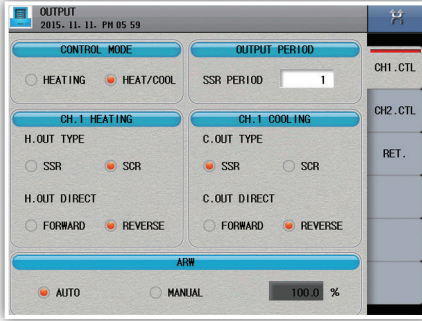 OUTPUT
2015. 11. 11. PM 05 59
CONTROL MODE
HEATING HEAT/COOL
OUTPUT PERIOD
SSR PERIOD 1
CH.1 HEATING
H.OUT TYPE
SSR SCR
H.OUT DIRECT
FORWARD REVERSE
CH.1 COOLING
C.OUT TYPE
SSR SCR
C.OUT DIRECT
FORWARD REVERSE
ARW
AUTO MANUAL 100.0 %
CH1.CTL
CH2.CTL
RET.